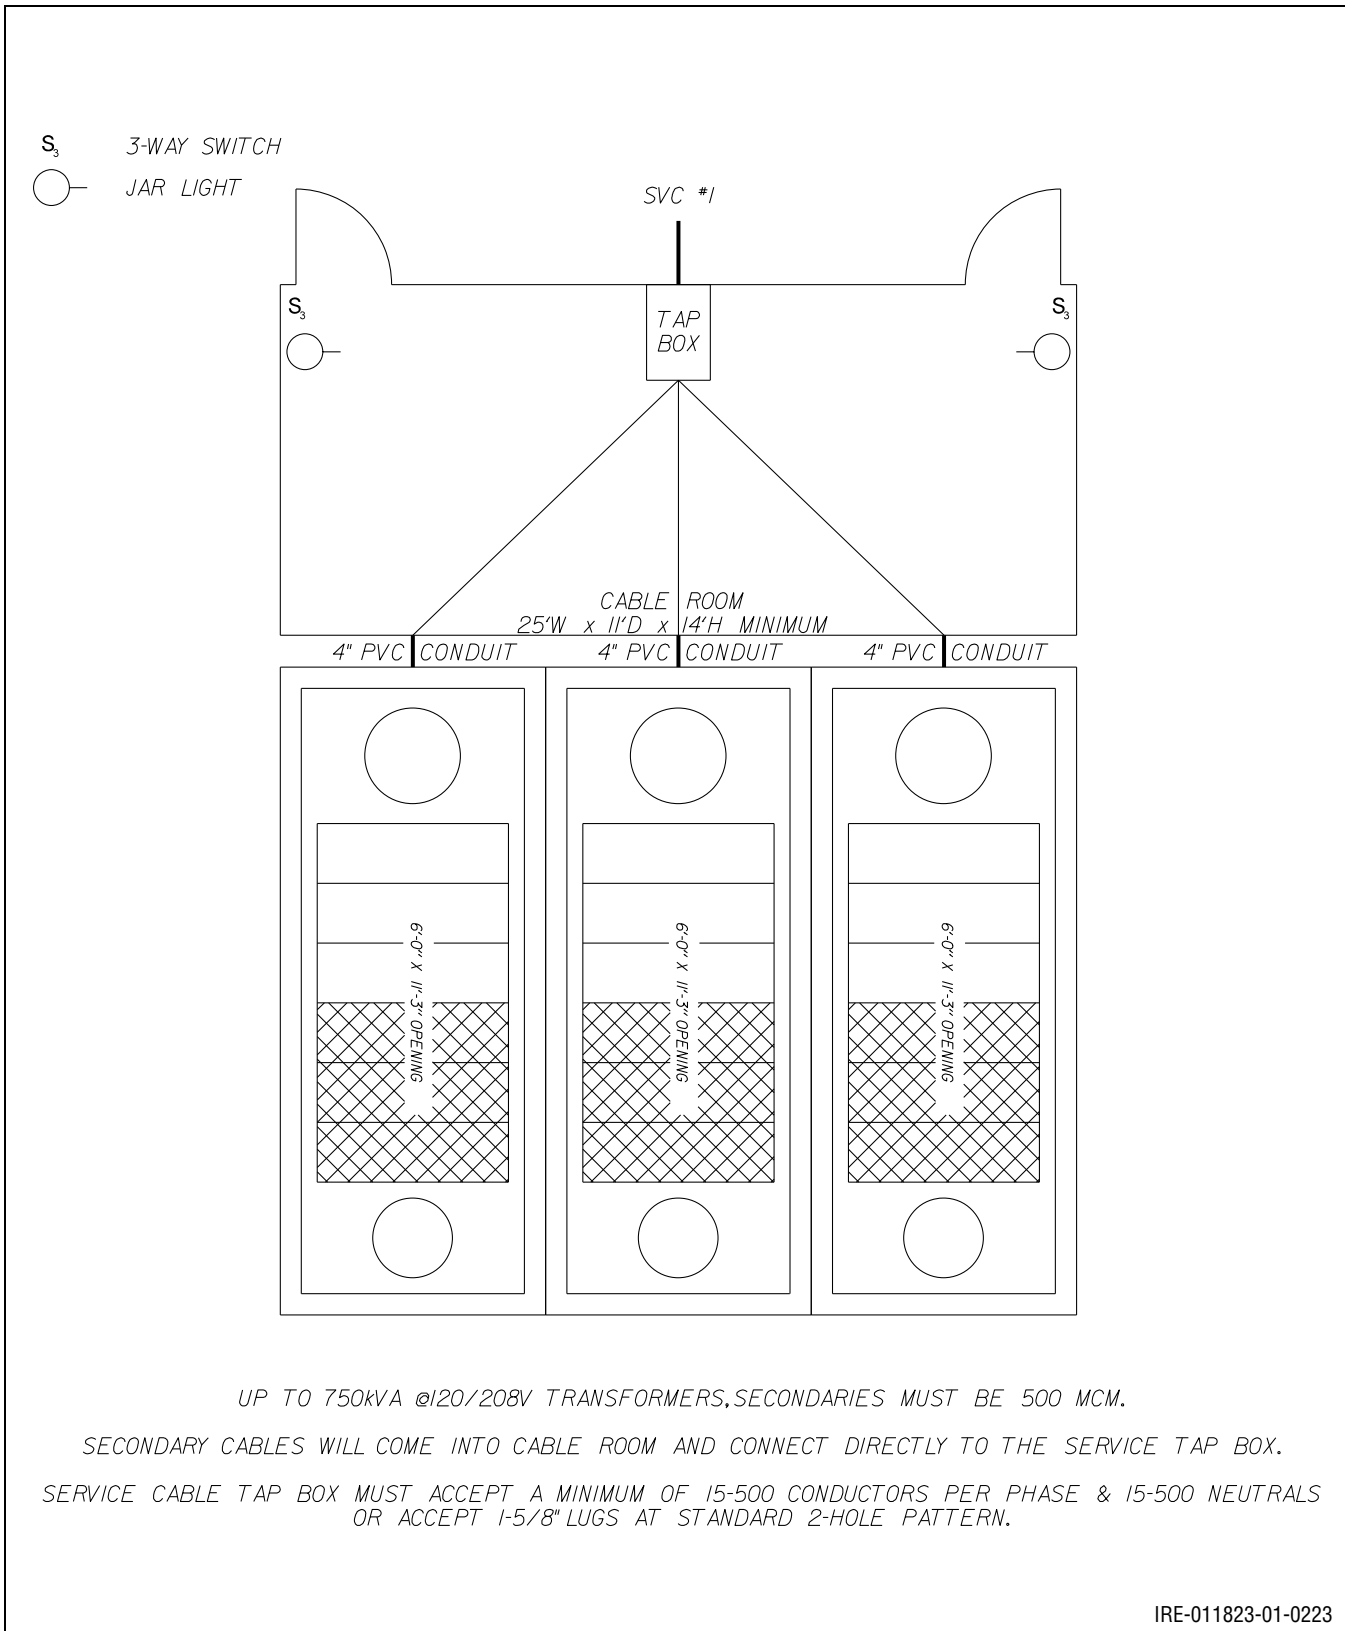 S3 3-WAY SWITCH
JAR LIGHT
SVC #1
S3
S3
TAP
BOX
CABLE ROOM
25'W x 11'D x 14'H MINIMUM
4" PVC CONDUIT
4" PVC CONDUIT
4" PVC CONDUIT
6'-0" X 11'-3" OPENING
6'-0" X 11'-3" OPENING
6'-0" X 11'-3" OPENING
UP TO 750kVA @120/208V TRANSFORMERS, SECONDARIES MUST BE 500 MCM.
SECONDARY CABLES WILL COME INTO CABLE ROOM AND CONNECT DIRECTLY TO THE SERVICE TAP BOX.
SERVICE CABLE TAP BOX MUST ACCEPT A MINIMUM OF 15-500 CONDUCTORS PER PHASE & 15-500 NEUTRALS
OR ACCEPT 1-5/8" LUGS AT STANDARD 2-HOLE PATTERN.
IRE-011823-01-0223